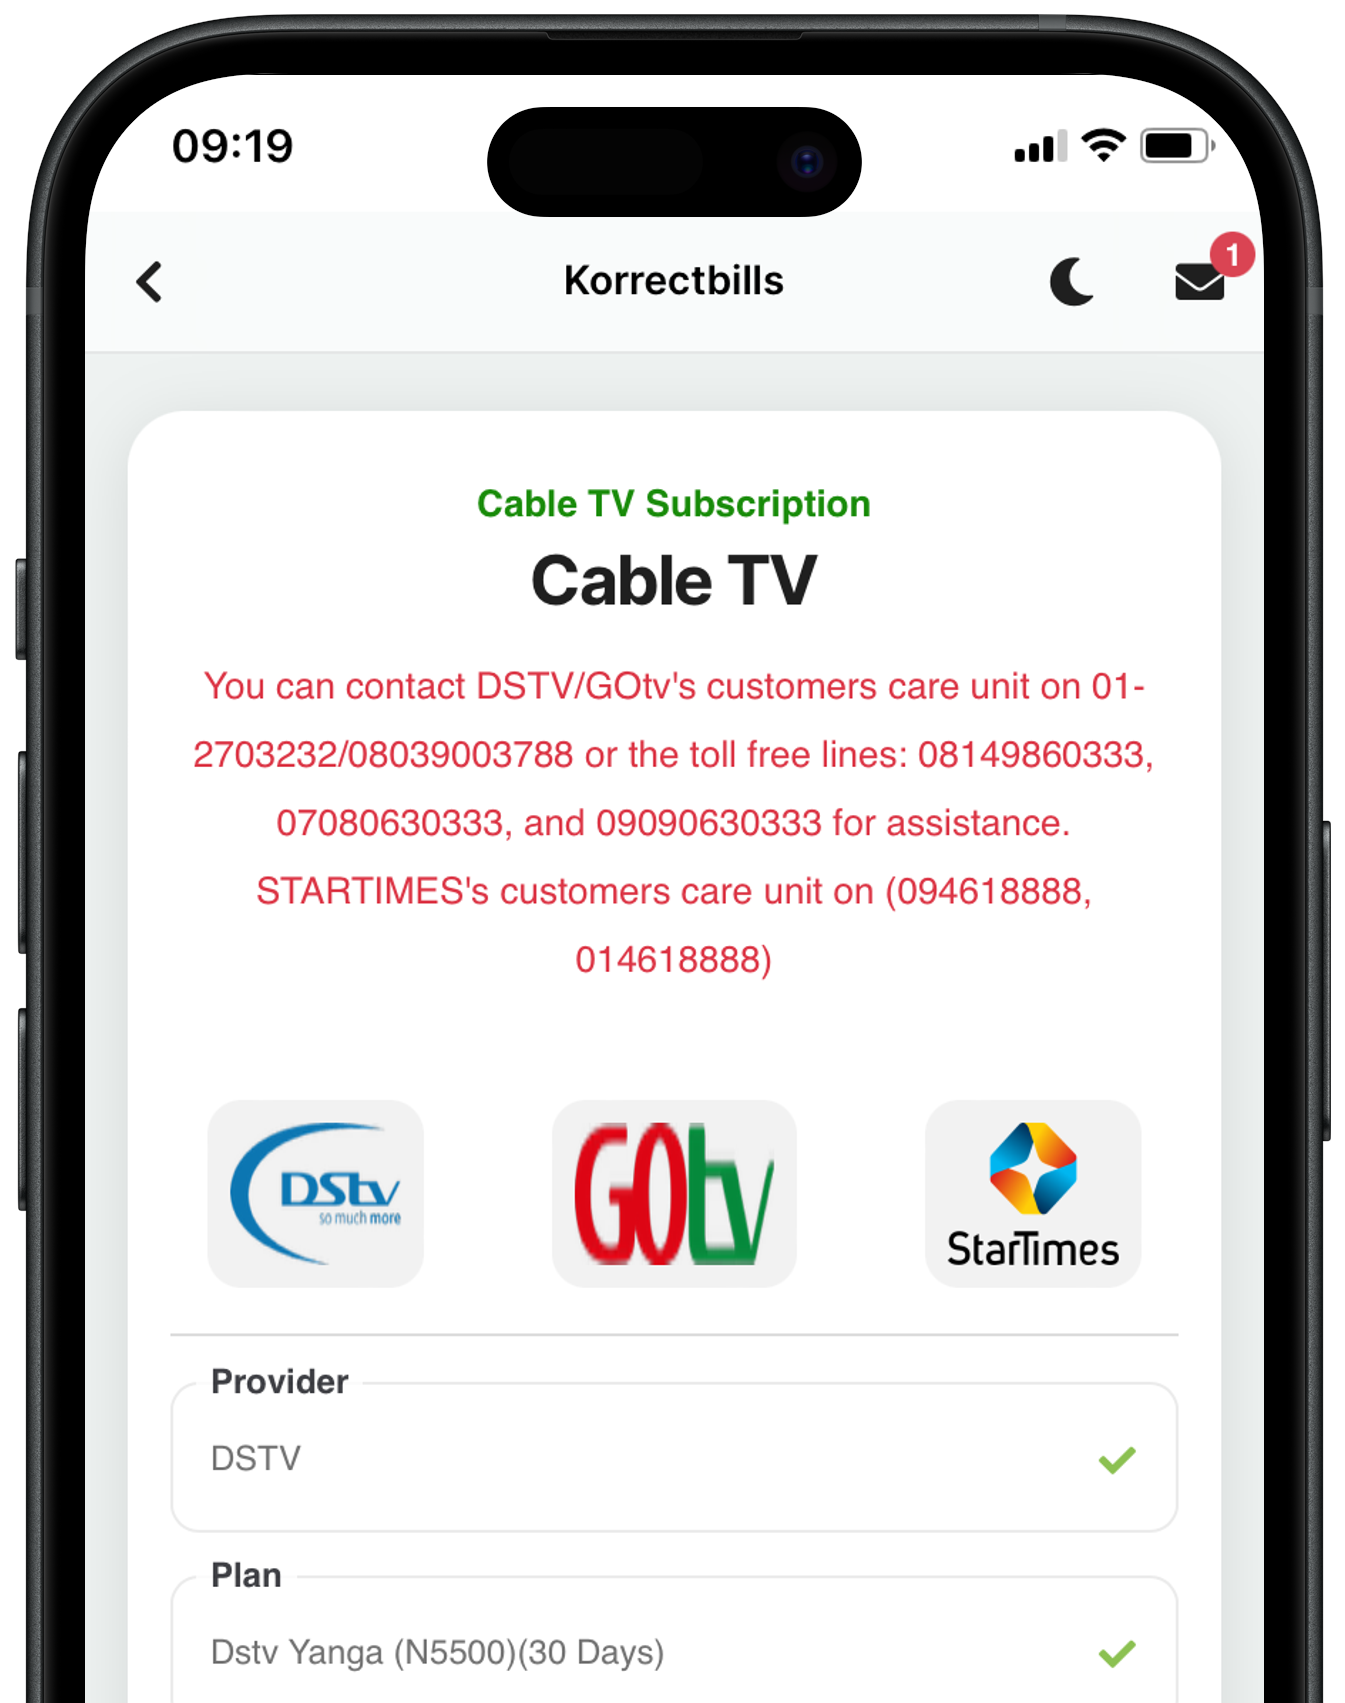 09:19
Korrectbills
1
Cable TV Subscription
Cable TV
You can contact DSTV/GOtv's customers care unit on 01-
2703232/08039003788 or the toll free lines: 08149860333,
07080630333, and 09090630333 for assistance.
STARTIMES's customers care unit on (094618888,
014618888)
DStv
so much more
GOtv
StarTimes
Provider
DSTV
Plan
Dstv Yanga (N5500)(30 Days)